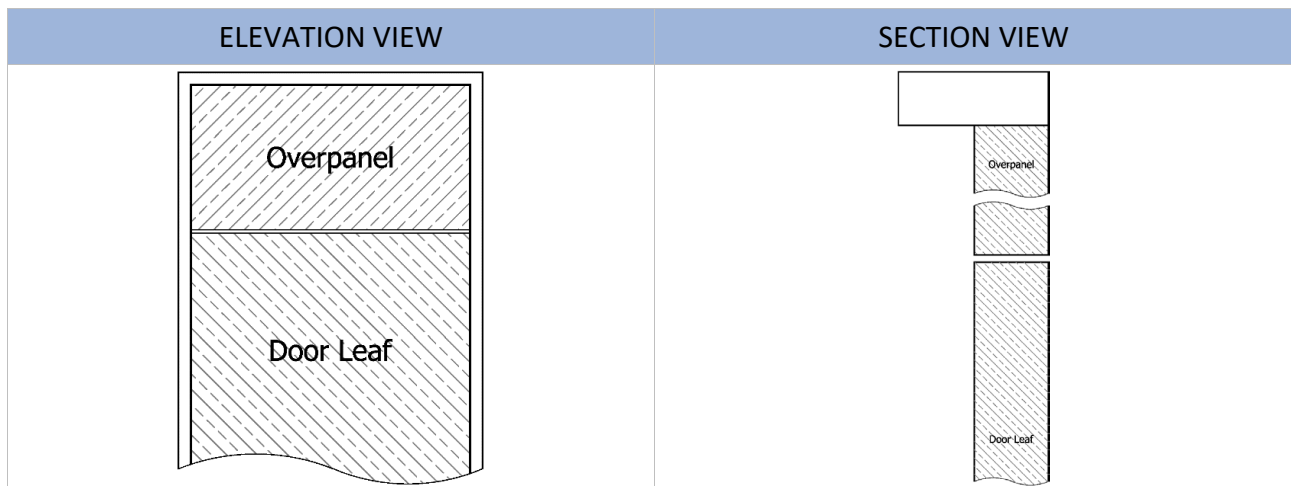 ELEVATION VIEW
SECTION VIEW
Overpanel
Door Leaf
Overpanel
Door Leaf